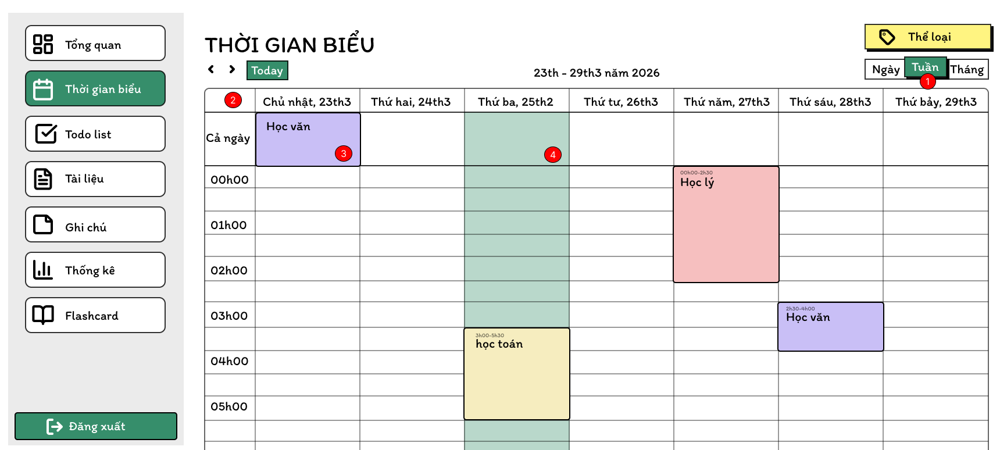 Tổng quan
Thời gian biểu
Todo list
Tài liệu
Ghi chú
Thống kê
Flashcard
Đăng xuất
THỜI GIAN BIỂU
Thể loại
Today
23th - 29th3 năm 2026
Ngày Tuần Tháng
1
2 Chủ nhật, 23th3 Thứ hai, 24th3 Thứ ba, 25th2 Thứ tư, 26th3 Thứ năm, 27th3 Thứ sáu, 28th3 Thứ bảy, 29th3
Học văn
Cả ngày
3 4
00h00-2h30
00h00 Học lý
01h00
02h00
2h30-4h00
03h00 Học văn
3h00-5h30
học toán
04h00
05h00